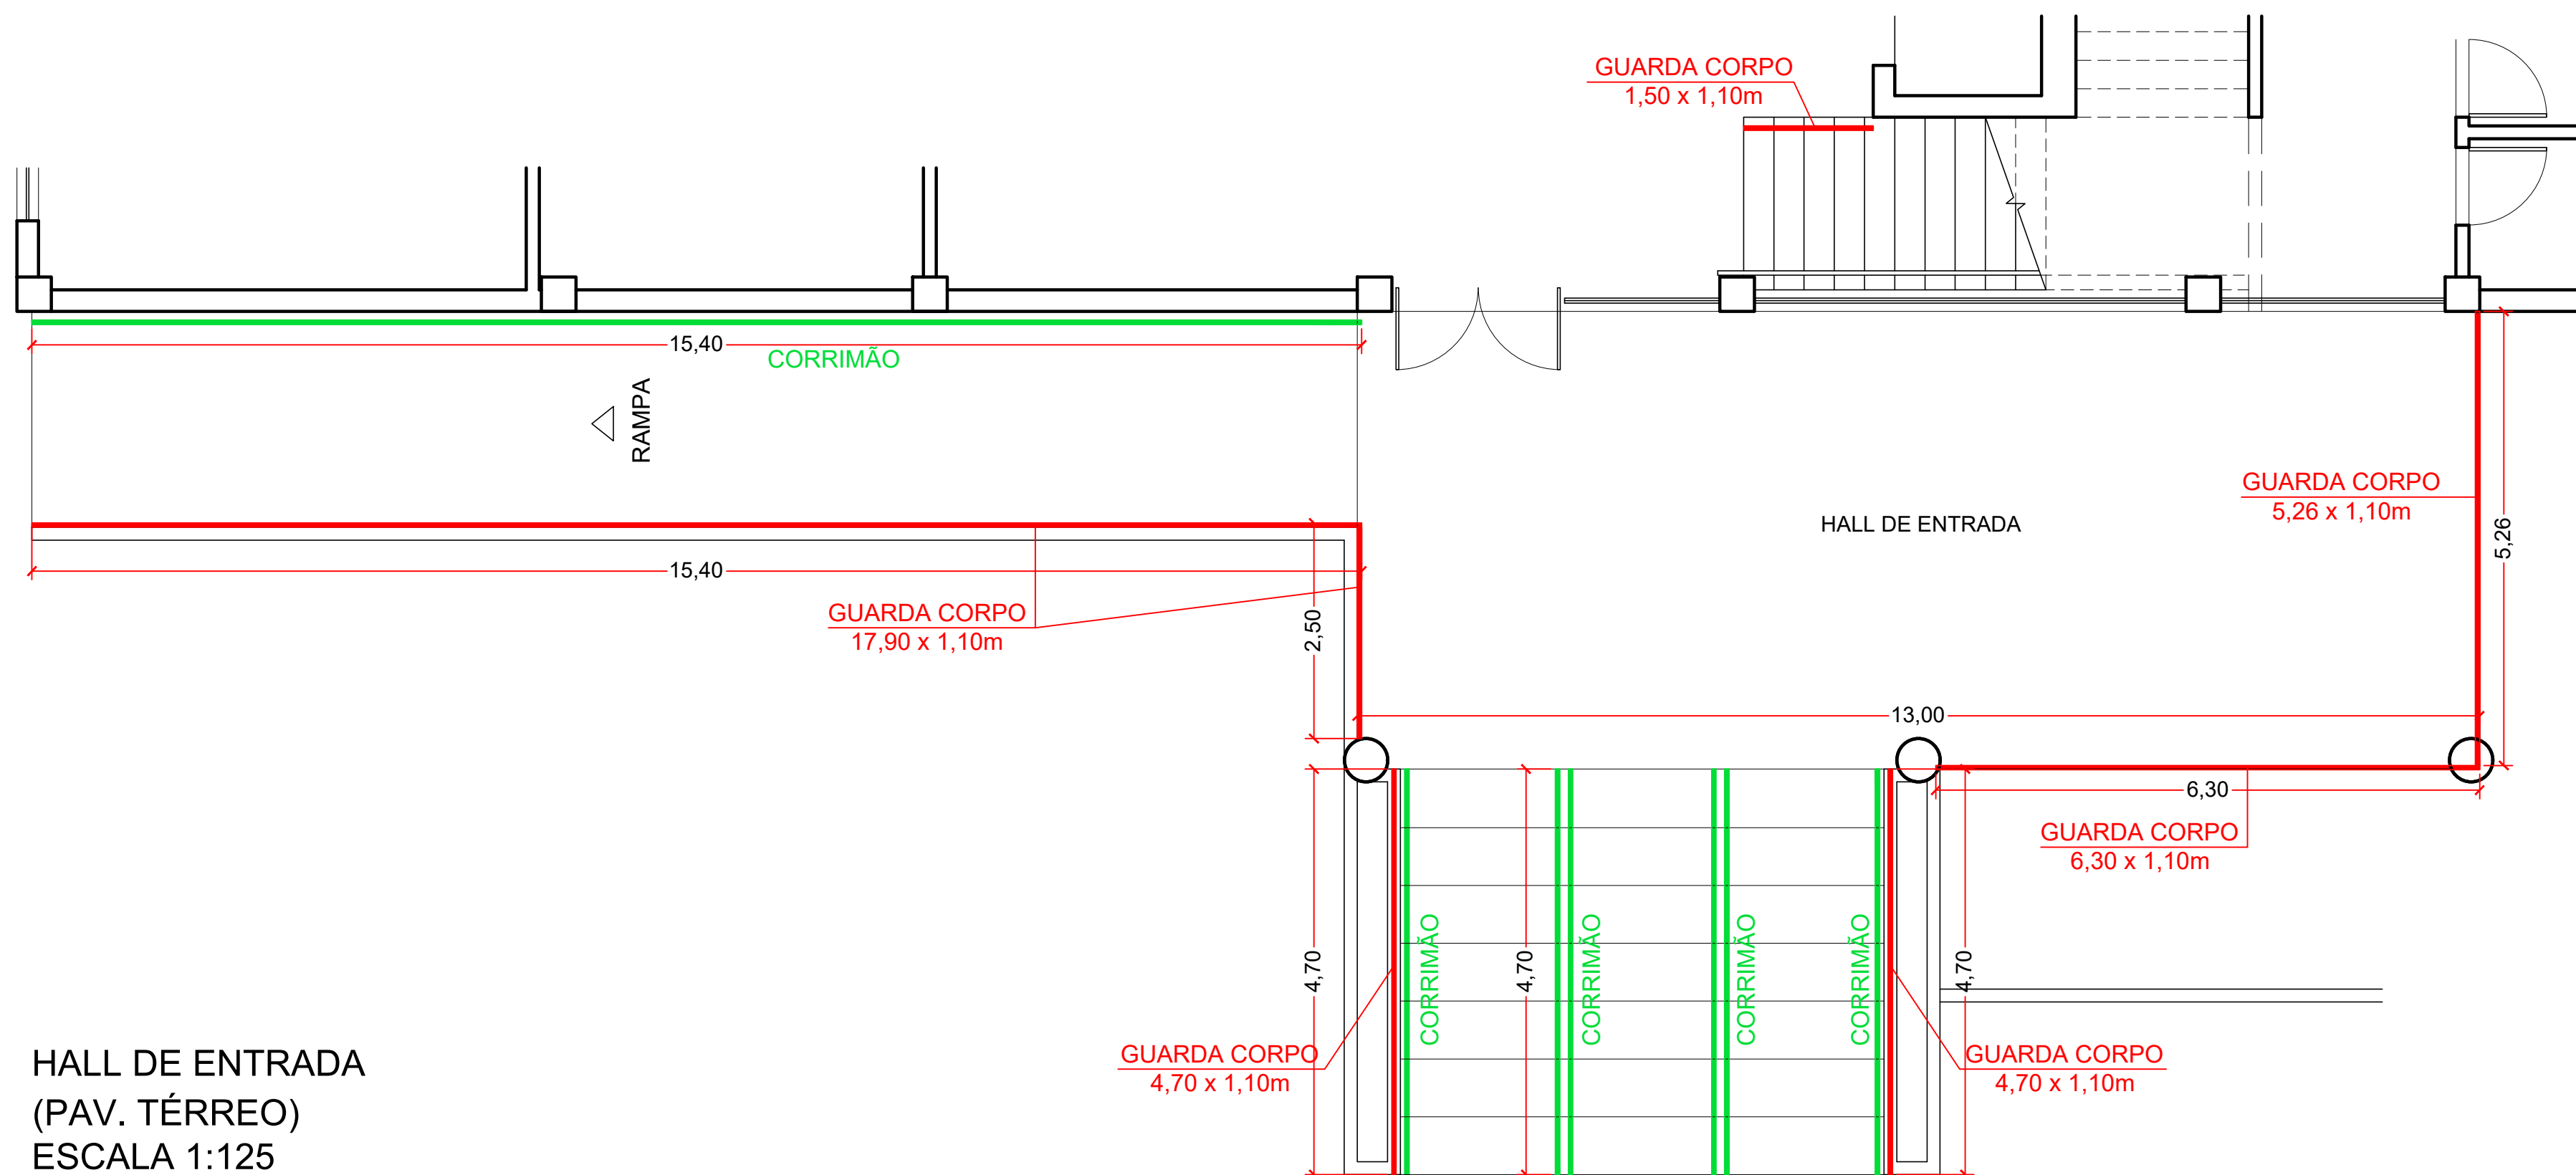 GUARDA CORPO
1,50 x 1,10m
15,40
CORRIMÃO
RAMPA
GUARDA CORPO
5,26 x 1,10m
HALL DE ENTRADA
5,26
15,40
GUARDA CORPO
17,90 x 1,10m
2,50
13,00
6,30
GUARDA CORPO
6,30 x 1,10m
CORRIMÃO
CORRIMÃO
CORRIMÃO
CORRIMÃO
4,70
4,70
4,70
GUARDA CORPO
4,70 x 1,10m
GUARDA CORPO
4,70 x 1,10m
HALL DE ENTRADA
(PAV. TÉRREO)
ESCALA 1:125